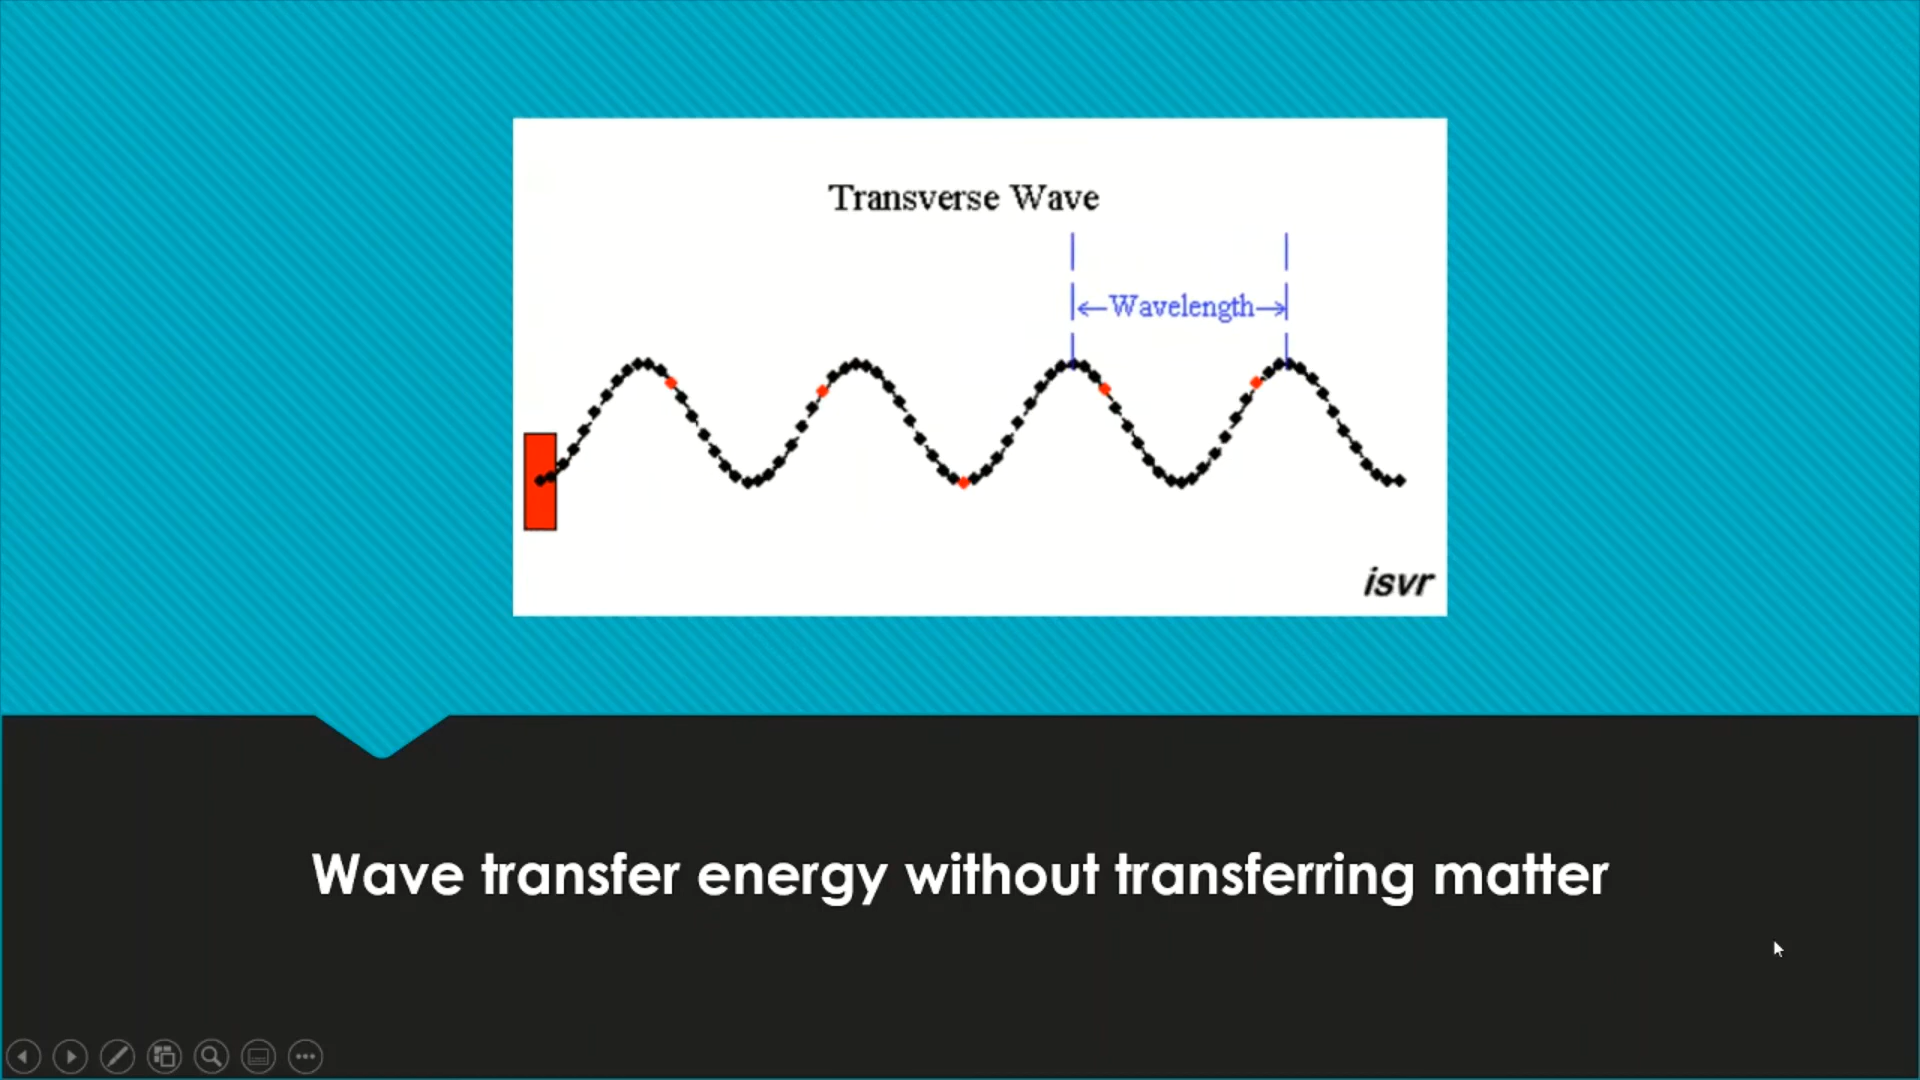 Transverse Wave
Wavelength
isvr
Wave transfer energy without transferring matter